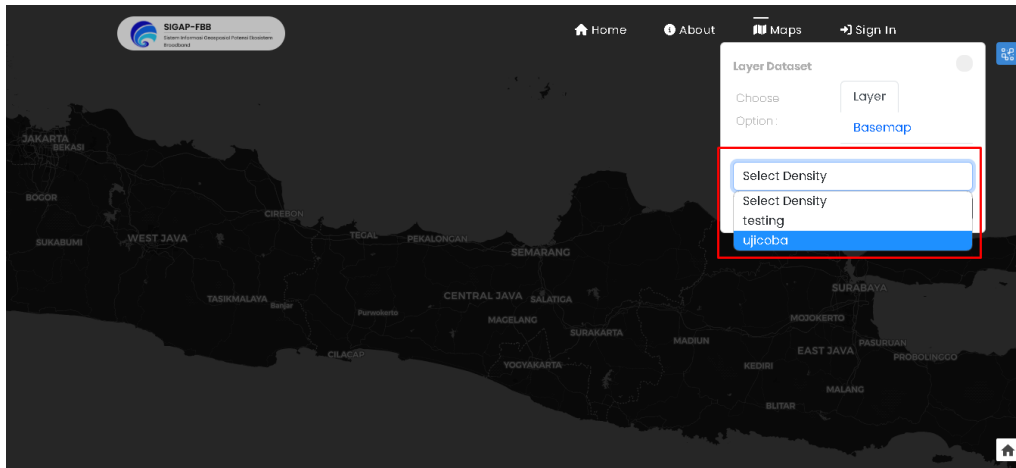 SIGAP-FBB
Sistem Informasi Geospasial Potensi Ekosistem
Broadband
Home
About
Maps
Sign In
Layer Dataset
Choose
Option :
Layer
Basemap
Select Density
Select Density
testing
ujicoba
JAKARTA
BEKASI
BOGOR
CIREBON
SUKABUMI
WEST JAVA
TEGAL
PEKALONGAN
SEMARANG
TASIKMALAYA
Banjar
Purwokerto
CENTRAL JAVA
SALATIGA
MAGELANG
SURAKARTA
CILACAP
YOGYAKARTA
MADIUN
SURABAYA
MOJOKERTO
EAST JAVA
PASURUAN
PROBOLINGGO
KEDIRI
MALANG
BLITAR